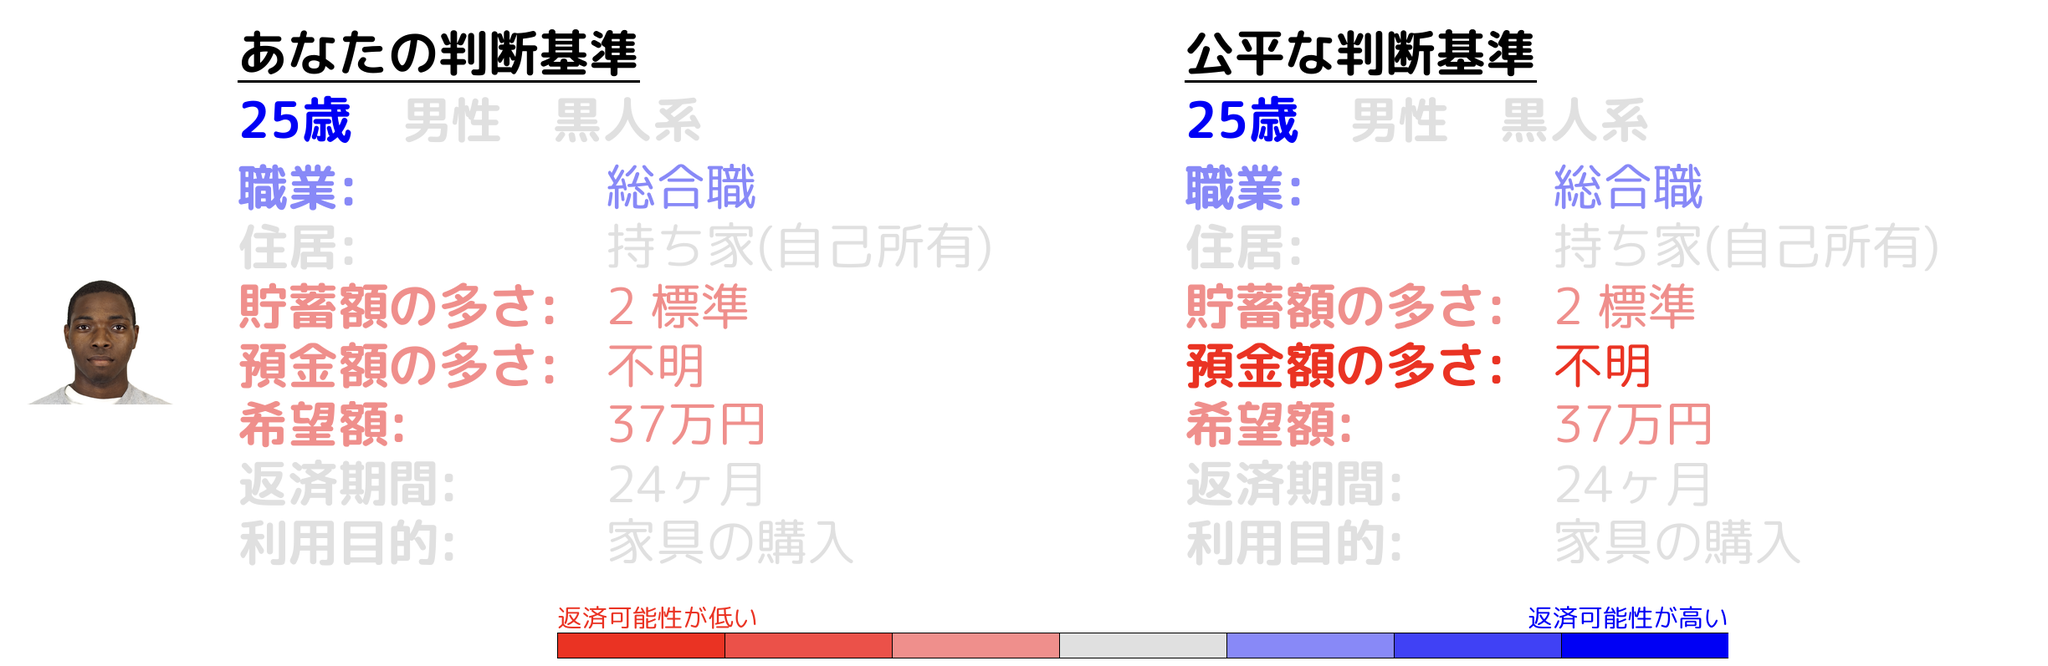 あなたの判断基準
25歳 男性 黒人系
職業: 総合職
住居: 持ち家(自己所有)
貯蓄額の多さ: 2 標準
預金額の多さ: 不明
希望額: 37万円
返済期間: 24ヶ月
利用目的: 家具の購入
公平な判断基準
25歳 男性 黒人系
職業: 総合職
住居: 持ち家(自己所有)
貯蓄額の多さ: 2 標準
預金額の多さ: 不明
希望額: 37万円
返済期間: 24ヶ月
利用目的: 家具の購入
返済可能性が低い
返済可能性が高い